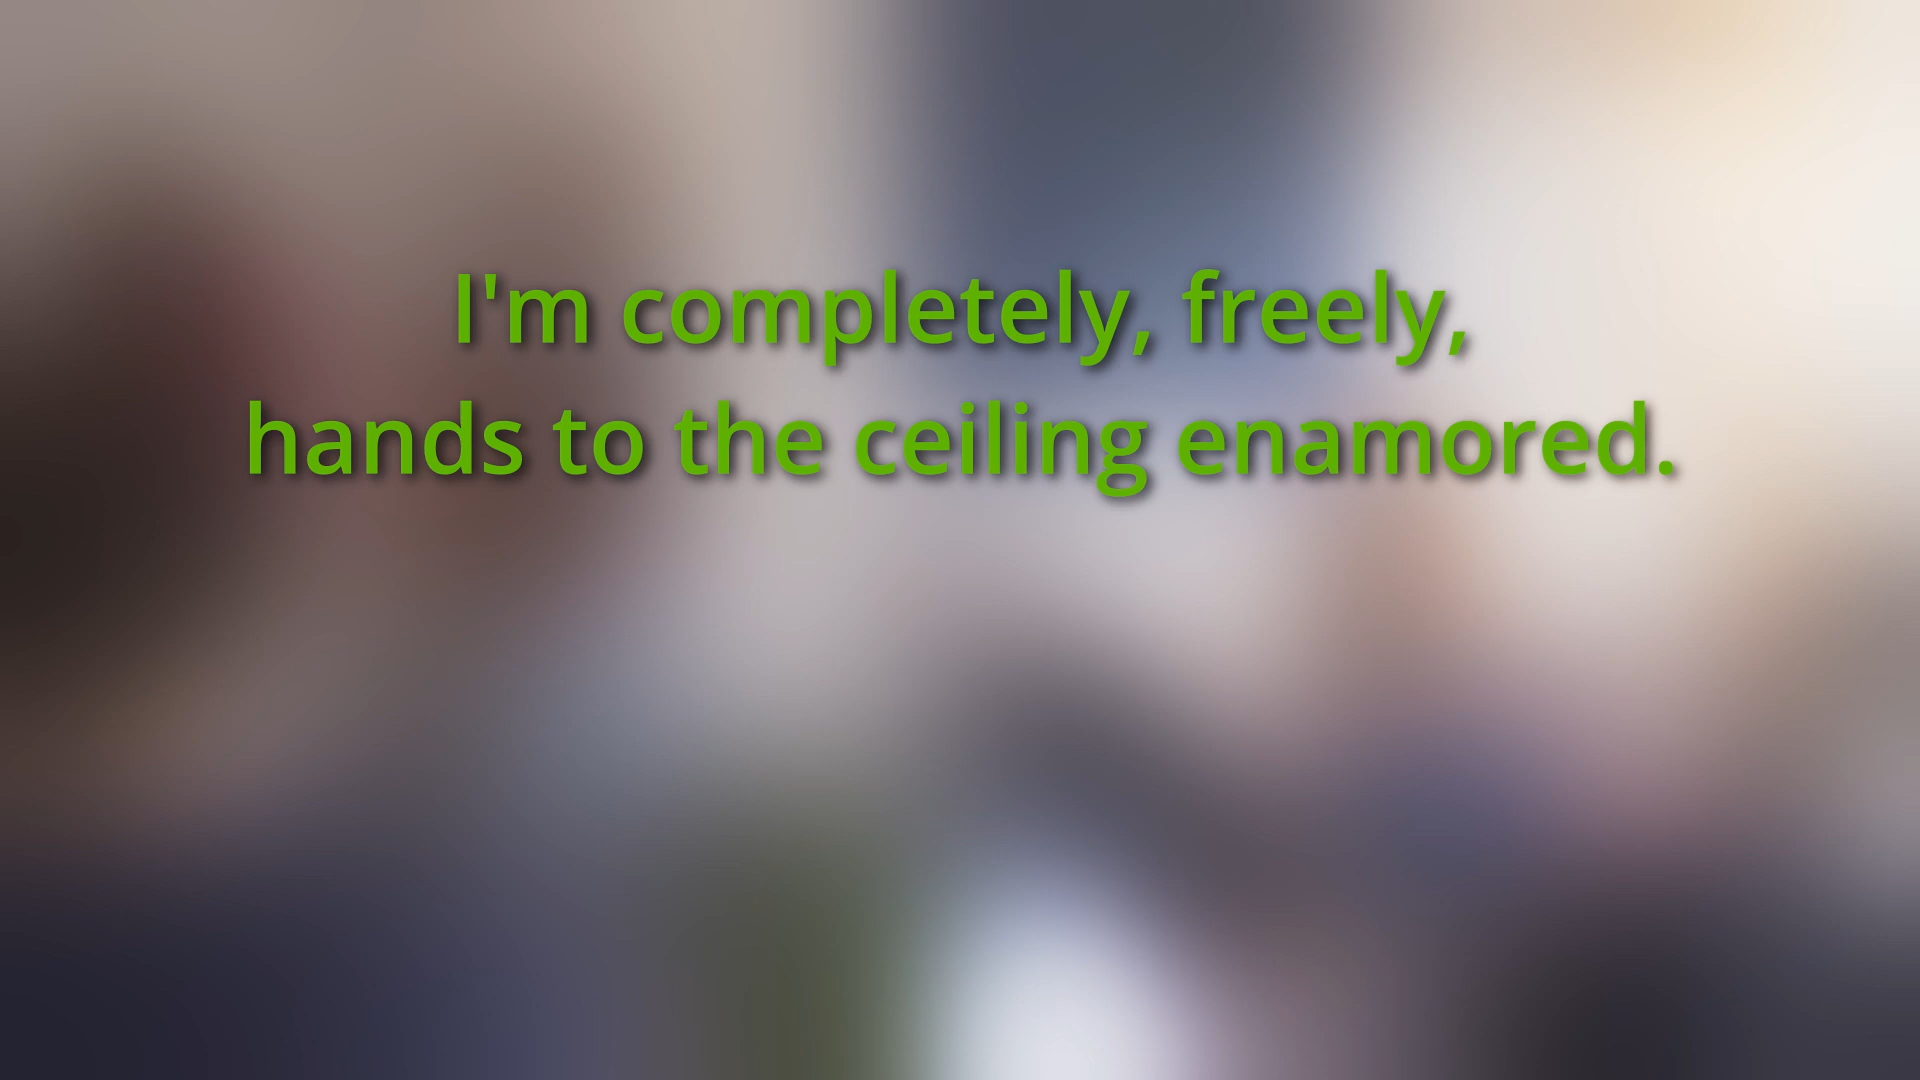 I'm completely, freely,
hands to the ceiling enamored.